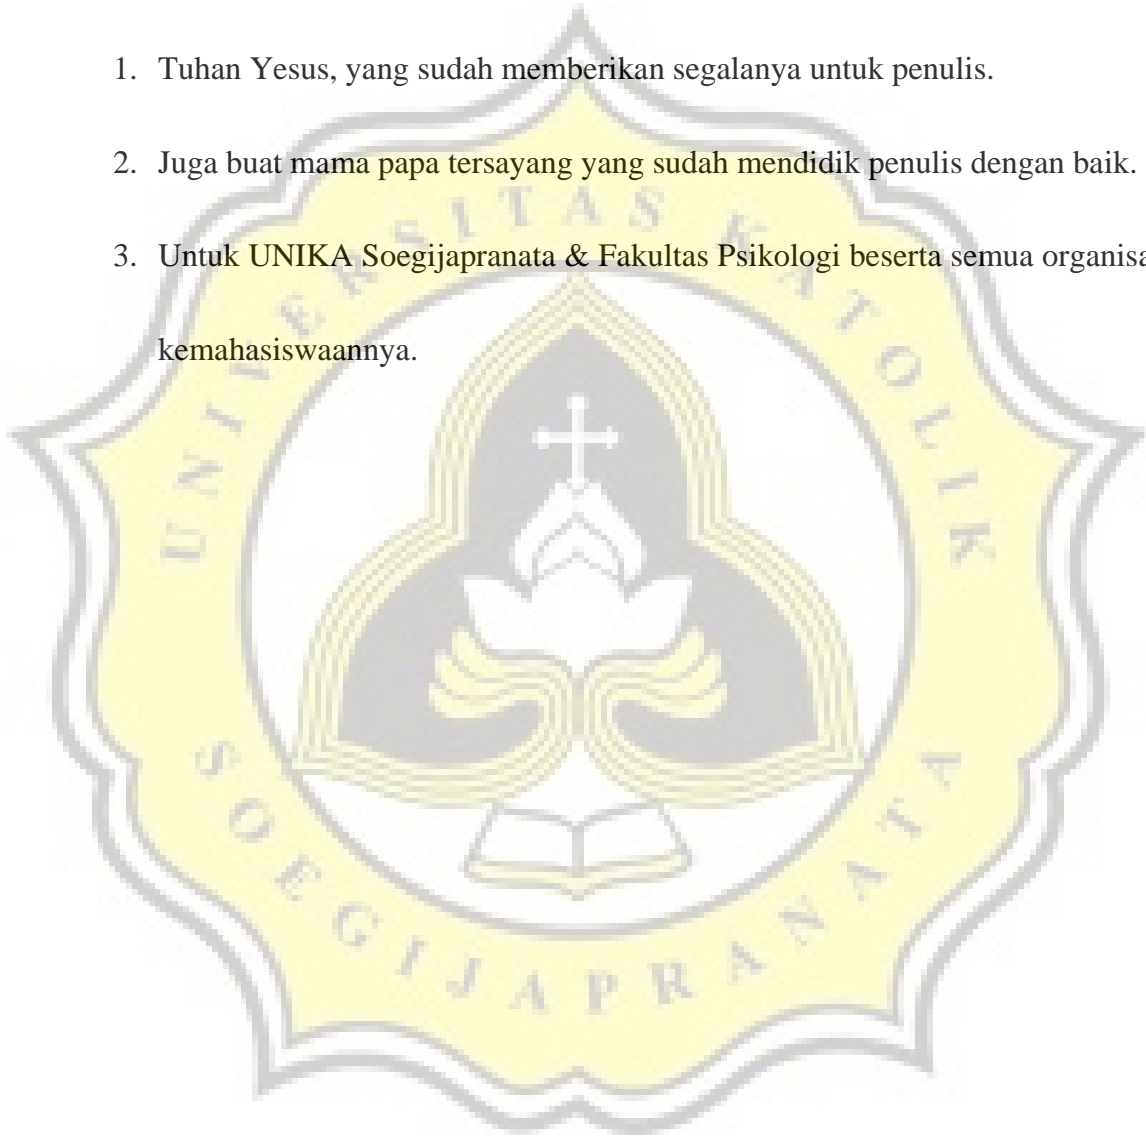 1. Tuhan Yesus, yang sudah memberikan segalanya untuk penulis.
2. Juga buat mama papa tersayang yang sudah mendidik penulis dengan baik.
3. Untuk UNIKA Soegijapranata & Fakultas Psikologi beserta semua organisa
kemahasiswaannya.
UNIVERSITAS KATOLIK
SOEGIJAPRANATA